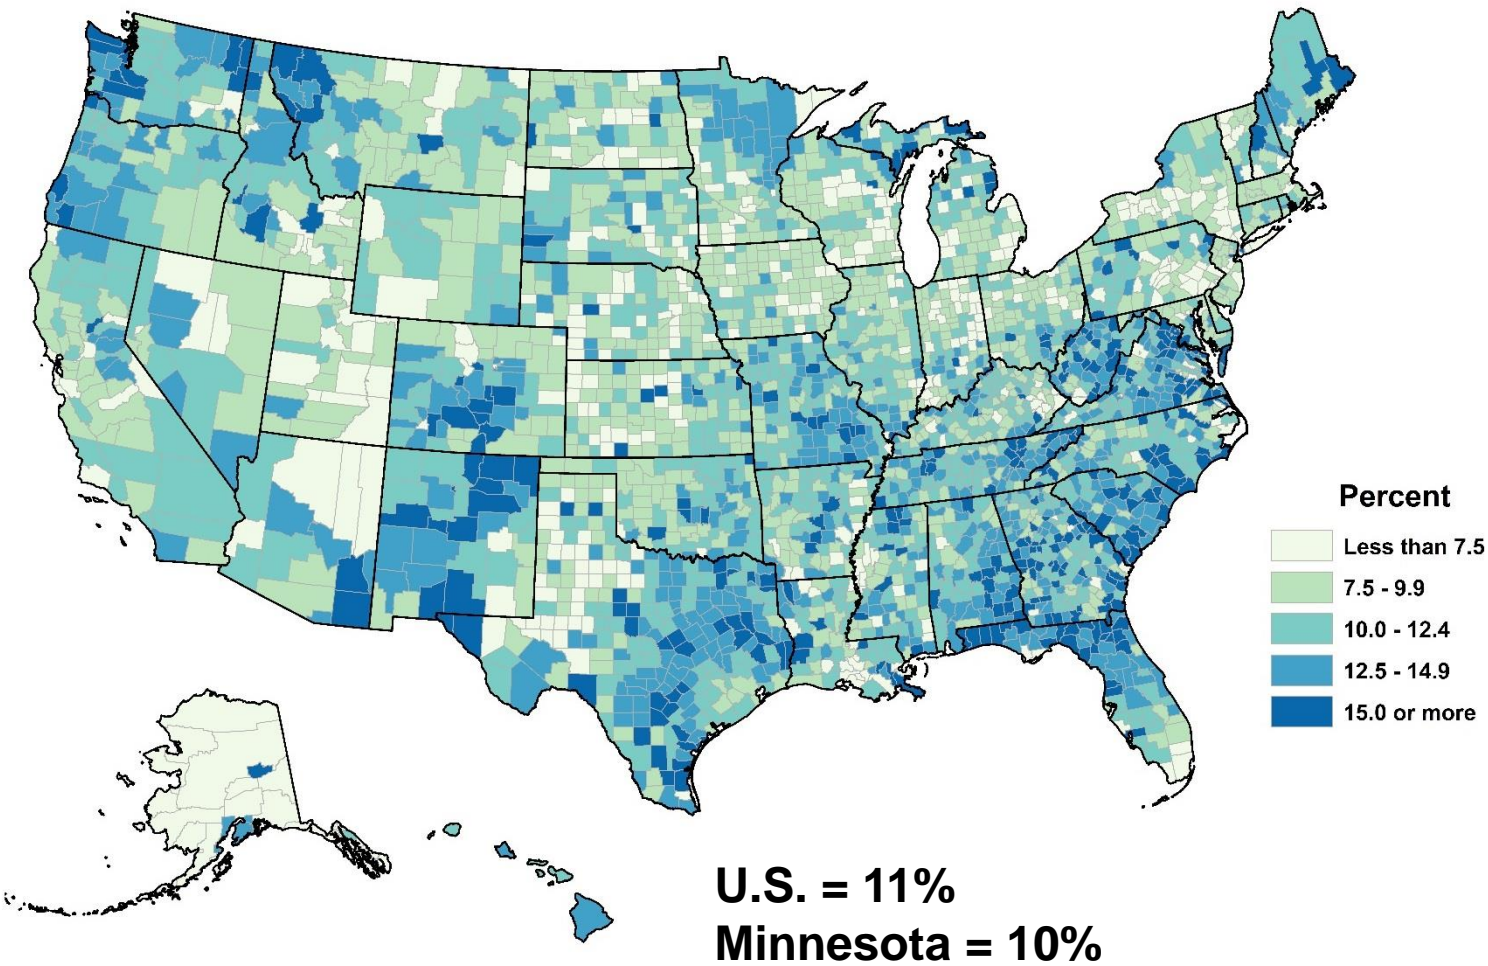 Percent
Less than 7.5
7.5 - 9.9
10.0 - 12.4
12.5 - 14.9
15.0 or more
U.S. = 11%
Minnesota = 10%